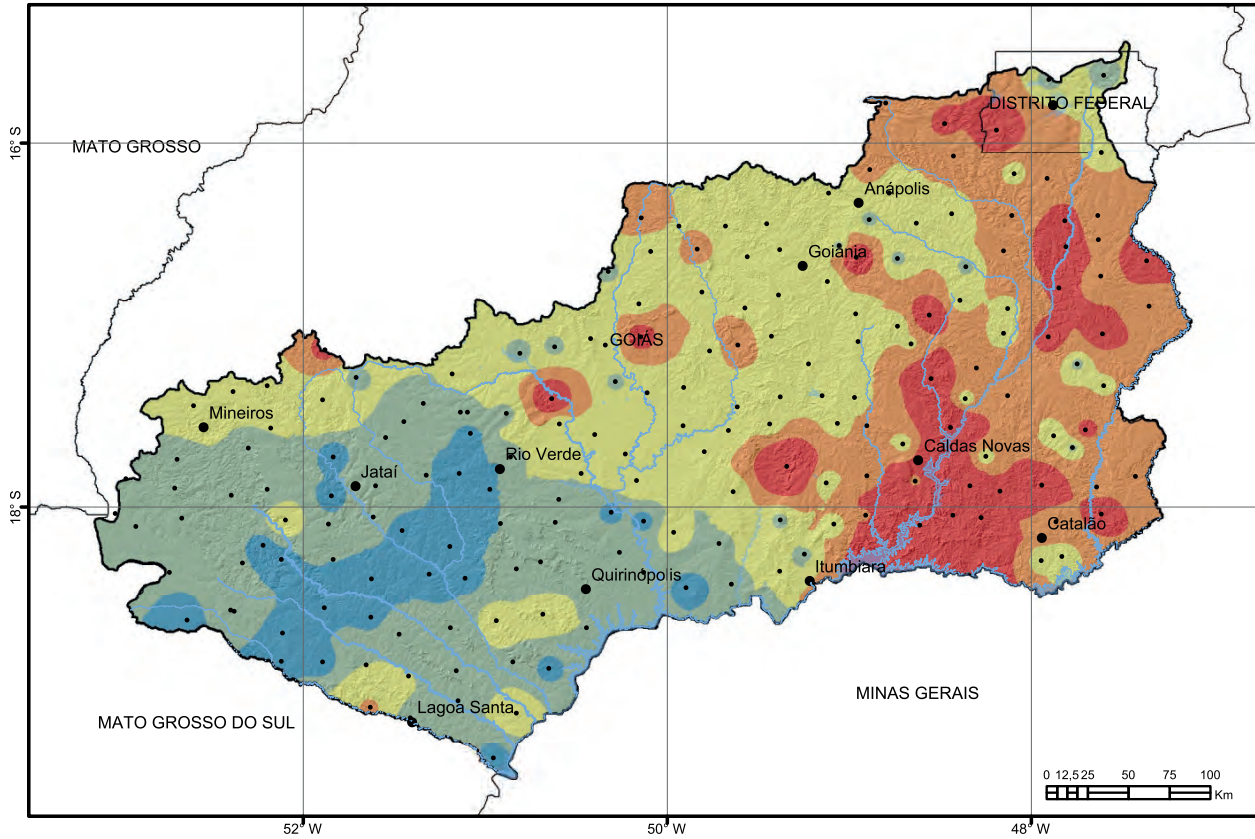 DISTRITO FEDERAL
16° S
MATO GROSSO
Anápolis
Goiânia
GOIÁS
Mineiros
Caldas Novas
Rio Verde
Jataí
18° S
Catalão
Itumbiara
Quirinópolis
MINAS GERAIS
Lagoa Santa
MATO GROSSO DO SUL
0 12,5 25 50 75 100
Km
52° W 50° W 48° W